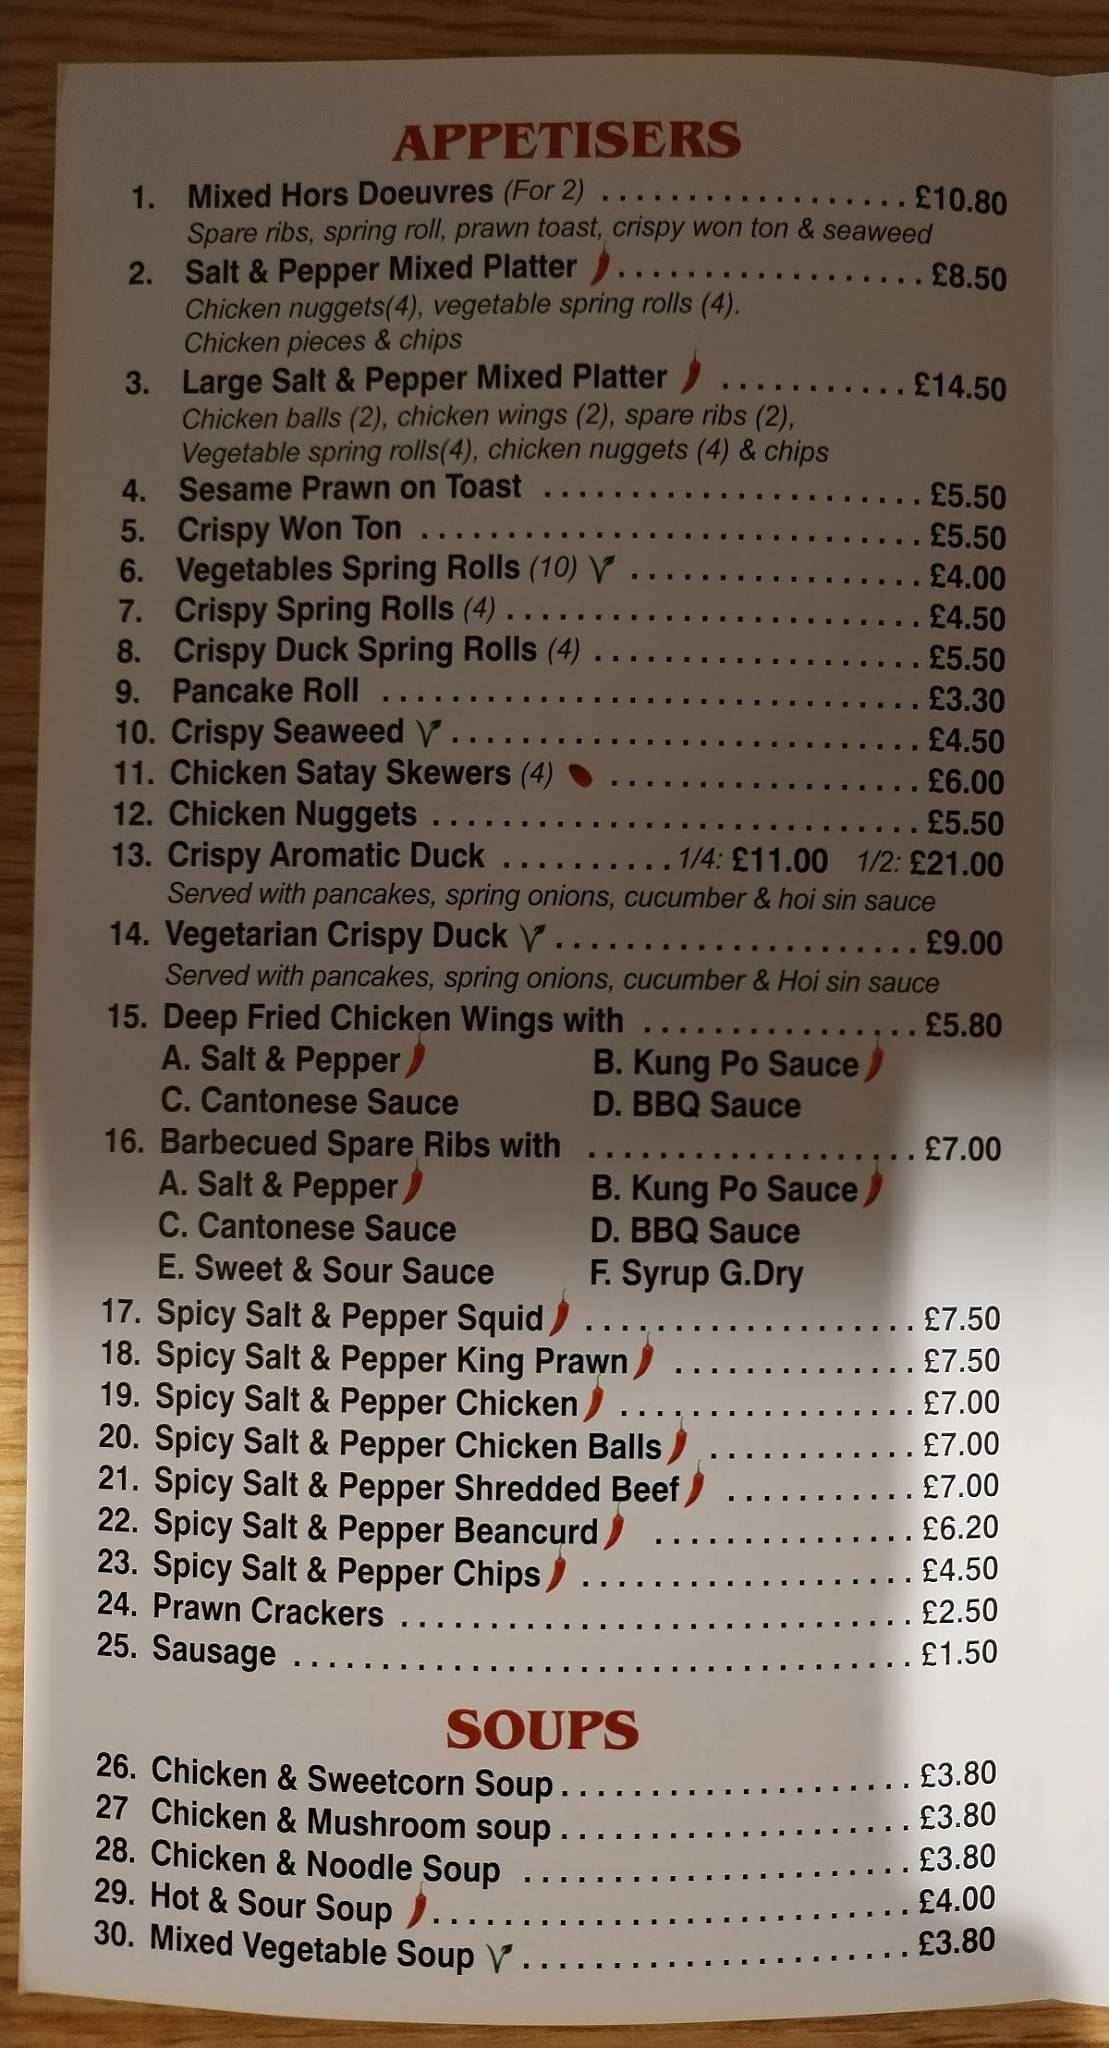 APPETISERS
1. Mixed Hors Doeuvres (For 2) .................. £10.80
Spare ribs, spring roll, prawn toast, crispy won ton & seaweed
2. Salt & Pepper Mixed Platter .................. £8.50
Chicken nuggets(4), vegetable spring rolls (4).
Chicken pieces & chips
3. Large Salt & Pepper Mixed Platter ........... £14.50
Chicken balls (2), chicken wings (2), spare ribs (2),
Vegetable spring rolls(4), chicken nuggets (4) & chips
4. Sesame Prawn on Toast ...................... £5.50
5. Crispy Won Ton ............................. £5.50
6. Vegetables Spring Rolls (10) V ................. £4.00
7. Crispy Spring Rolls (4) ........................ £4.50
8. Crispy Duck Spring Rolls (4) ................... £5.50
9. Pancake Roll ............................... £3.30
10. Crispy Seaweed V ........................... £4.50
11. Chicken Satay Skewers (4) .................. £6.00
12. Chicken Nuggets ............................ £5.50
13. Crispy Aromatic Duck .......... 1/4: £11.00 1/2: £21.00
Served with pancakes, spring onions, cucumber & hoi sin sauce
14. Vegetarian Crispy Duck V ..................... £9.00
Served with pancakes, spring onions, cucumber & Hoi sin sauce
15. Deep Fried Chicken Wings with ................ £5.80
A. Salt & Pepper B. Kung Po Sauce
C. Cantonese Sauce D. BBQ Sauce
16. Barbecued Spare Ribs with ................... £7.00
A. Salt & Pepper B. Kung Po Sauce
C. Cantonese Sauce D. BBQ Sauce
E. Sweet & Sour Sauce F. Syrup G.Dry
17. Spicy Salt & Pepper Squid ................... £7.50
18. Spicy Salt & Pepper King Prawn .............. £7.50
19. Spicy Salt & Pepper Chicken ................. £7.00
20. Spicy Salt & Pepper Chicken Balls ............ £7.00
21. Spicy Salt & Pepper Shredded Beef ........... £7.00
22. Spicy Salt & Pepper Beancurd ............... £6.20
23. Spicy Salt & Pepper Chips ................... £4.50
24. Prawn Crackers ............................. £2.50
25. Sausage ................................... £1.50
SOUPS
26. Chicken & Sweetcorn Soup .................... £3.80
27 Chicken & Mushroom soup .................... £3.80
28. Chicken & Noodle Soup ...................... £3.80
29. Hot & Sour Soup ........................... £4.00
30. Mixed Vegetable Soup V ...................... £3.80